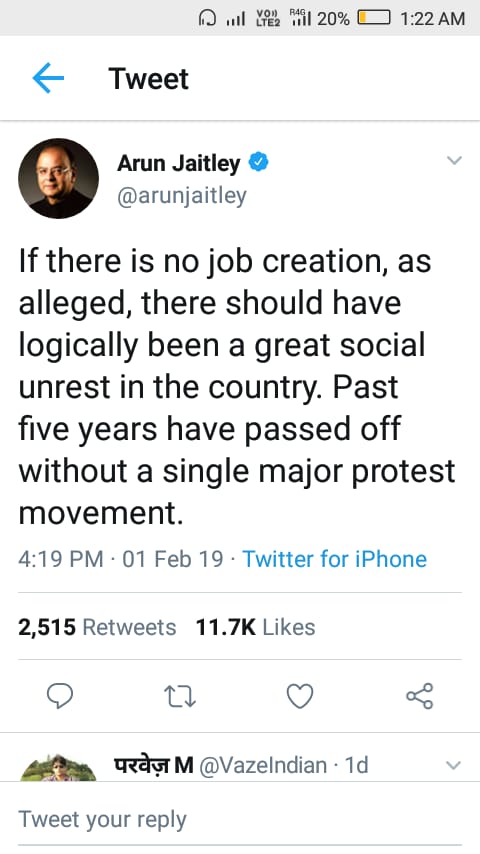 VO)) LTE2 R4G 20% 1:22 AM
Tweet
Arun Jaitley
@arunjaitley
If there is no job creation, as
alleged, there should have
logically been a great social
unrest in the country. Past
five years have passed off
without a single major protest
movement.
4:19 PM · 01 Feb 19 · Twitter for iPhone
2,515 Retweets 11.7K Likes
परवेज़ M @VazeIndian · 1d
Tweet your reply